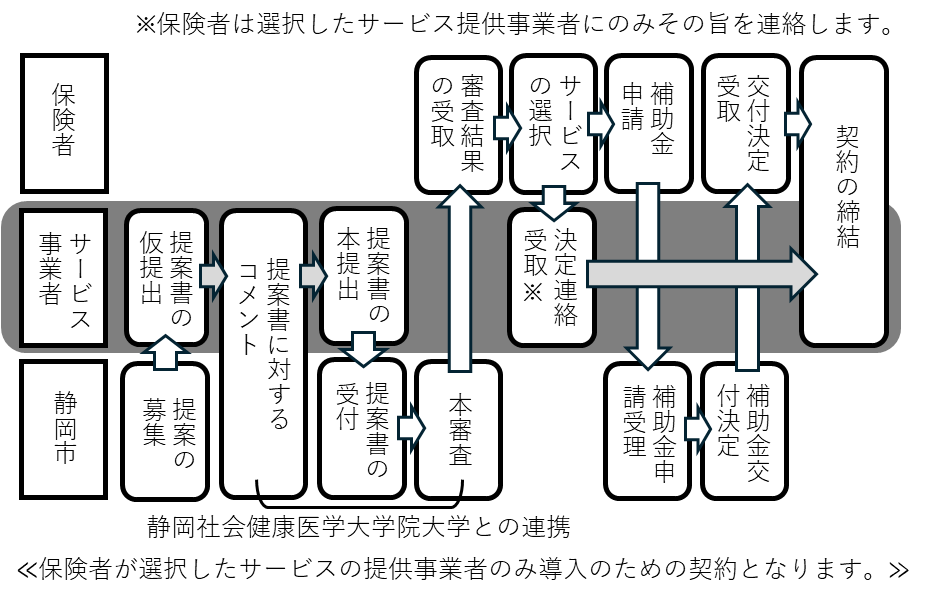 ※保険者は選択したサービス提供事業者にのみその旨を連絡します。
保険者
審査結果
の受取
サービス
の選択
補助金
申請
交付決定
受取
契約の締結
サービス
事業者
提案書の
仮提出
提案書に対する
コメント
提案書の
本提出
決定連絡
受取※
静岡市
提案の
募集
提案書の
受付
本審査
補助金申
請受理
補助金交
付決定
静岡社会健康医学大学院大学との連携
≪保険者が選択したサービスの提供事業者のみ導入のための契約となります。≫